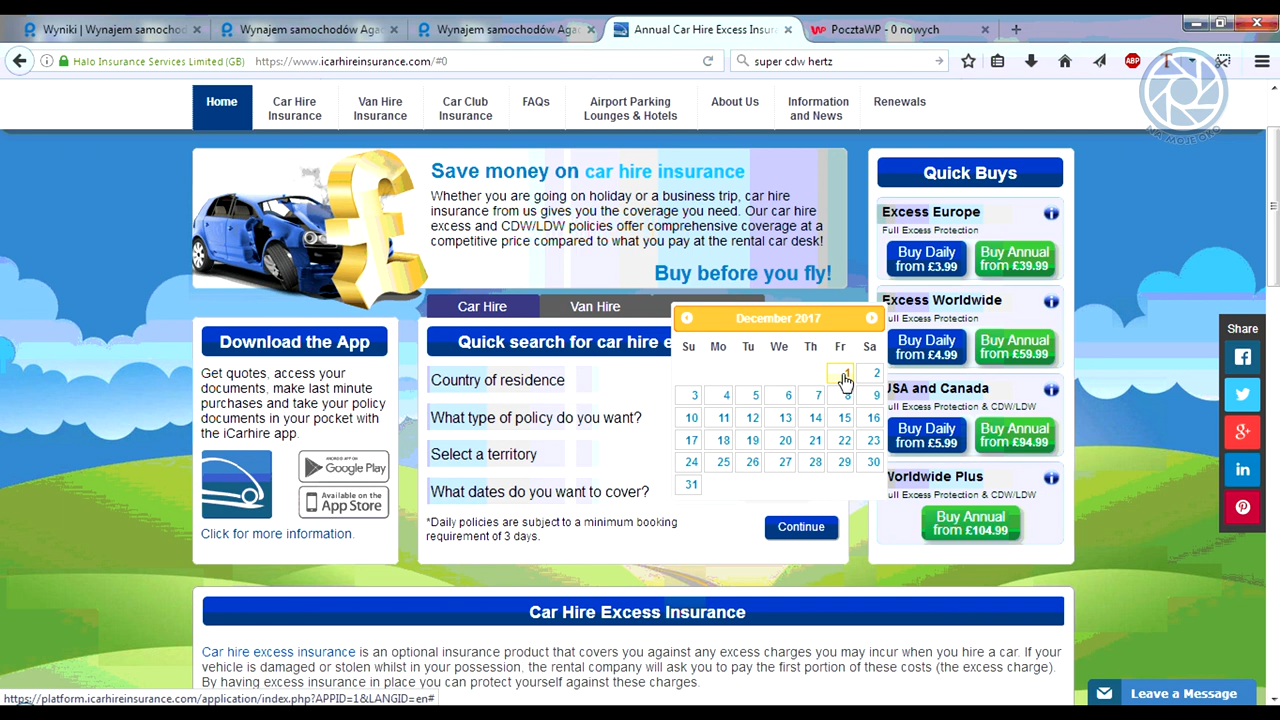 Wyniki | Wynajem samochod
Wynajem samochodów Aga
Wynajem samochodów Aga
Annual Car Hire Excess Insur
PocztaWP - 0 nowych
Halo Insurance Services Limited (GB)
https://www.icarhireinsurance.com/#0
super cdw hertz
ABP
NA MOJE OKO
Home
Car Hire Insurance
Van Hire Insurance
Car Club Insurance
FAQs
Airport Parking Lounges & Hotels
About Us
Information and News
Renewals
Save money on car hire insurance
Whether you are going on holiday or a business trip, car hire
insurance from us gives you the coverage you need. Our car hire
excess and CDW/LDW policies offer comprehensive coverage at a
competitive price compared to what you pay at the rental car desk!
Buy before you fly!
Car Hire
Van Hire
Download the App
Get quotes, access your
documents, make last minute
purchases and take your policy
documents in your pocket with
the iCarhire app.
ANDROID APP ON
Google Play
Available on the
App Store
Click for more information.
Quick search for car hire e
Country of residence
What type of policy do you want?
Select a territory
What dates do you want to cover?
*Daily policies are subject to a minimum booking
requirement of 3 days.
Continue
December 2017
Su Mo Tu We Th Fr Sa
1 2
3 4 5 6 7 8 9
10 11 12 13 14 15 16
17 18 19 20 21 22 23
24 25 26 27 28 29 30
31
Quick Buys
Excess Europe
Full Excess Protection
Buy Daily from £3.99
Buy Annual from £39.99
Excess Worldwide
ull Excess Protection
Buy Daily from £4.99
Buy Annual from £59.99
USA and Canada
ull Excess Protection & CDW/LDW
Buy Daily from £5.99
Buy Annual from £94.99
Worldwide Plus
ull Excess Protection & CDW/LDW
Buy Annual
from £104.99
Share
Car Hire Excess Insurance
Car hire excess insurance is an optional insurance product that covers you against any excess charges you may incur when you hire a car. If your
vehicle is damaged or stolen whilst in your possession, the rental company will ask you to pay the first portion of these costs (the excess charge).
By having excess insurance in place you can protect yourself against these charges.
https://platform.icarhireinsurance.com/application/index.php?APPID=1&LANGID=en#
Leave a Message